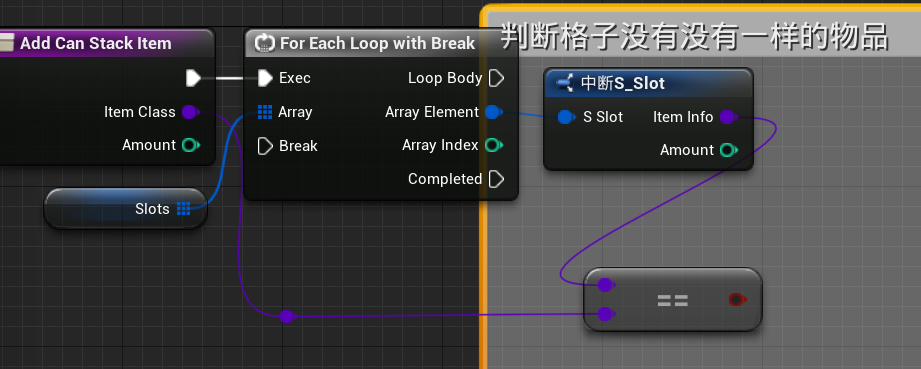 Add Can Stack Item
Item Class
Amount
Slots
For Each Loop with Break
Exec
Loop Body
Array
Array Element
Break
Array Index
Completed
判断格子没有没有一样的物品
中断S_Slot
S Slot
Item Info
Amount
==